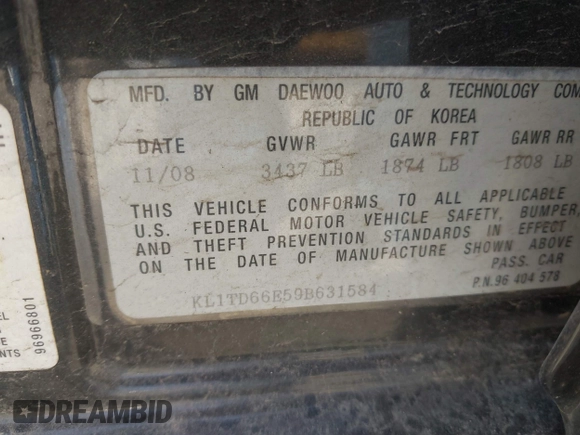 MFD. BY GM DAEWOO AUTO & TECHNOLOGY COM
REPUBLIC OF KOREA
DATE GVWR GAWR FRT GAWR RR
11/08 3437 LB 1874 LB 1808 LB
THIS VEHICLE CONFORMS TO ALL APPLICABLE
U.S. FEDERAL MOTOR VEHICLE SAFETY, BUMPER,
AND THEFT PREVENTION STANDARDS IN EFFECT
ON THE DATE OF MANUFACTURE SHOWN ABOVE
PASS. CAR
P.N. 96 404 578
KL1TD66E59B631584
96966801
DREAMBID